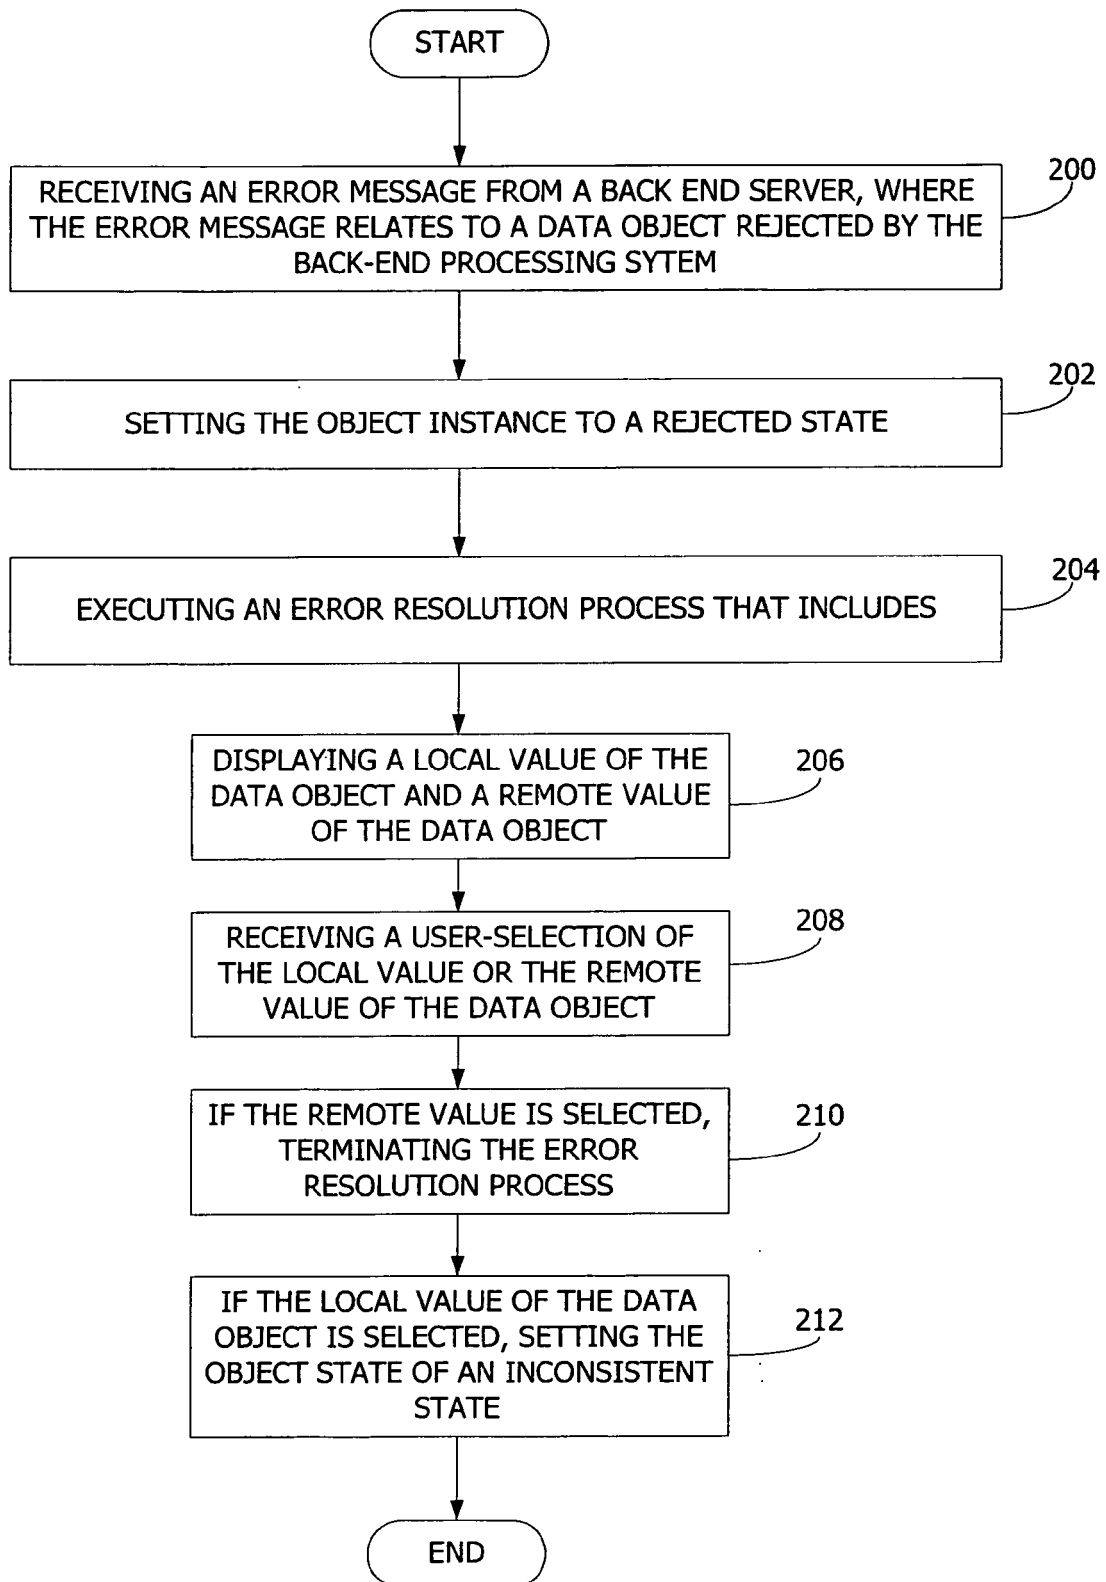 START
200
RECEIVING AN ERROR MESSAGE FROM A BACK END SERVER, WHERE
THE ERROR MESSAGE RELATES TO A DATA OBJECT REJECTED BY THE
BACK-END PROCESSING SYTEM
202
SETTING THE OBJECT INSTANCE TO A REJECTED STATE
204
EXECUTING AN ERROR RESOLUTION PROCESS THAT INCLUDES
206
DISPLAYING A LOCAL VALUE OF THE
DATA OBJECT AND A REMOTE VALUE
OF THE DATA OBJECT
208
RECEIVING A USER-SELECTION OF
THE LOCAL VALUE OR THE REMOTE
VALUE OF THE DATA OBJECT
210
IF THE REMOTE VALUE IS SELECTED,
TERMINATING THE ERROR
RESOLUTION PROCESS
212
IF THE LOCAL VALUE OF THE DATA
OBJECT IS SELECTED, SETTING THE
OBJECT STATE OF AN INCONSISTENT
STATE
END